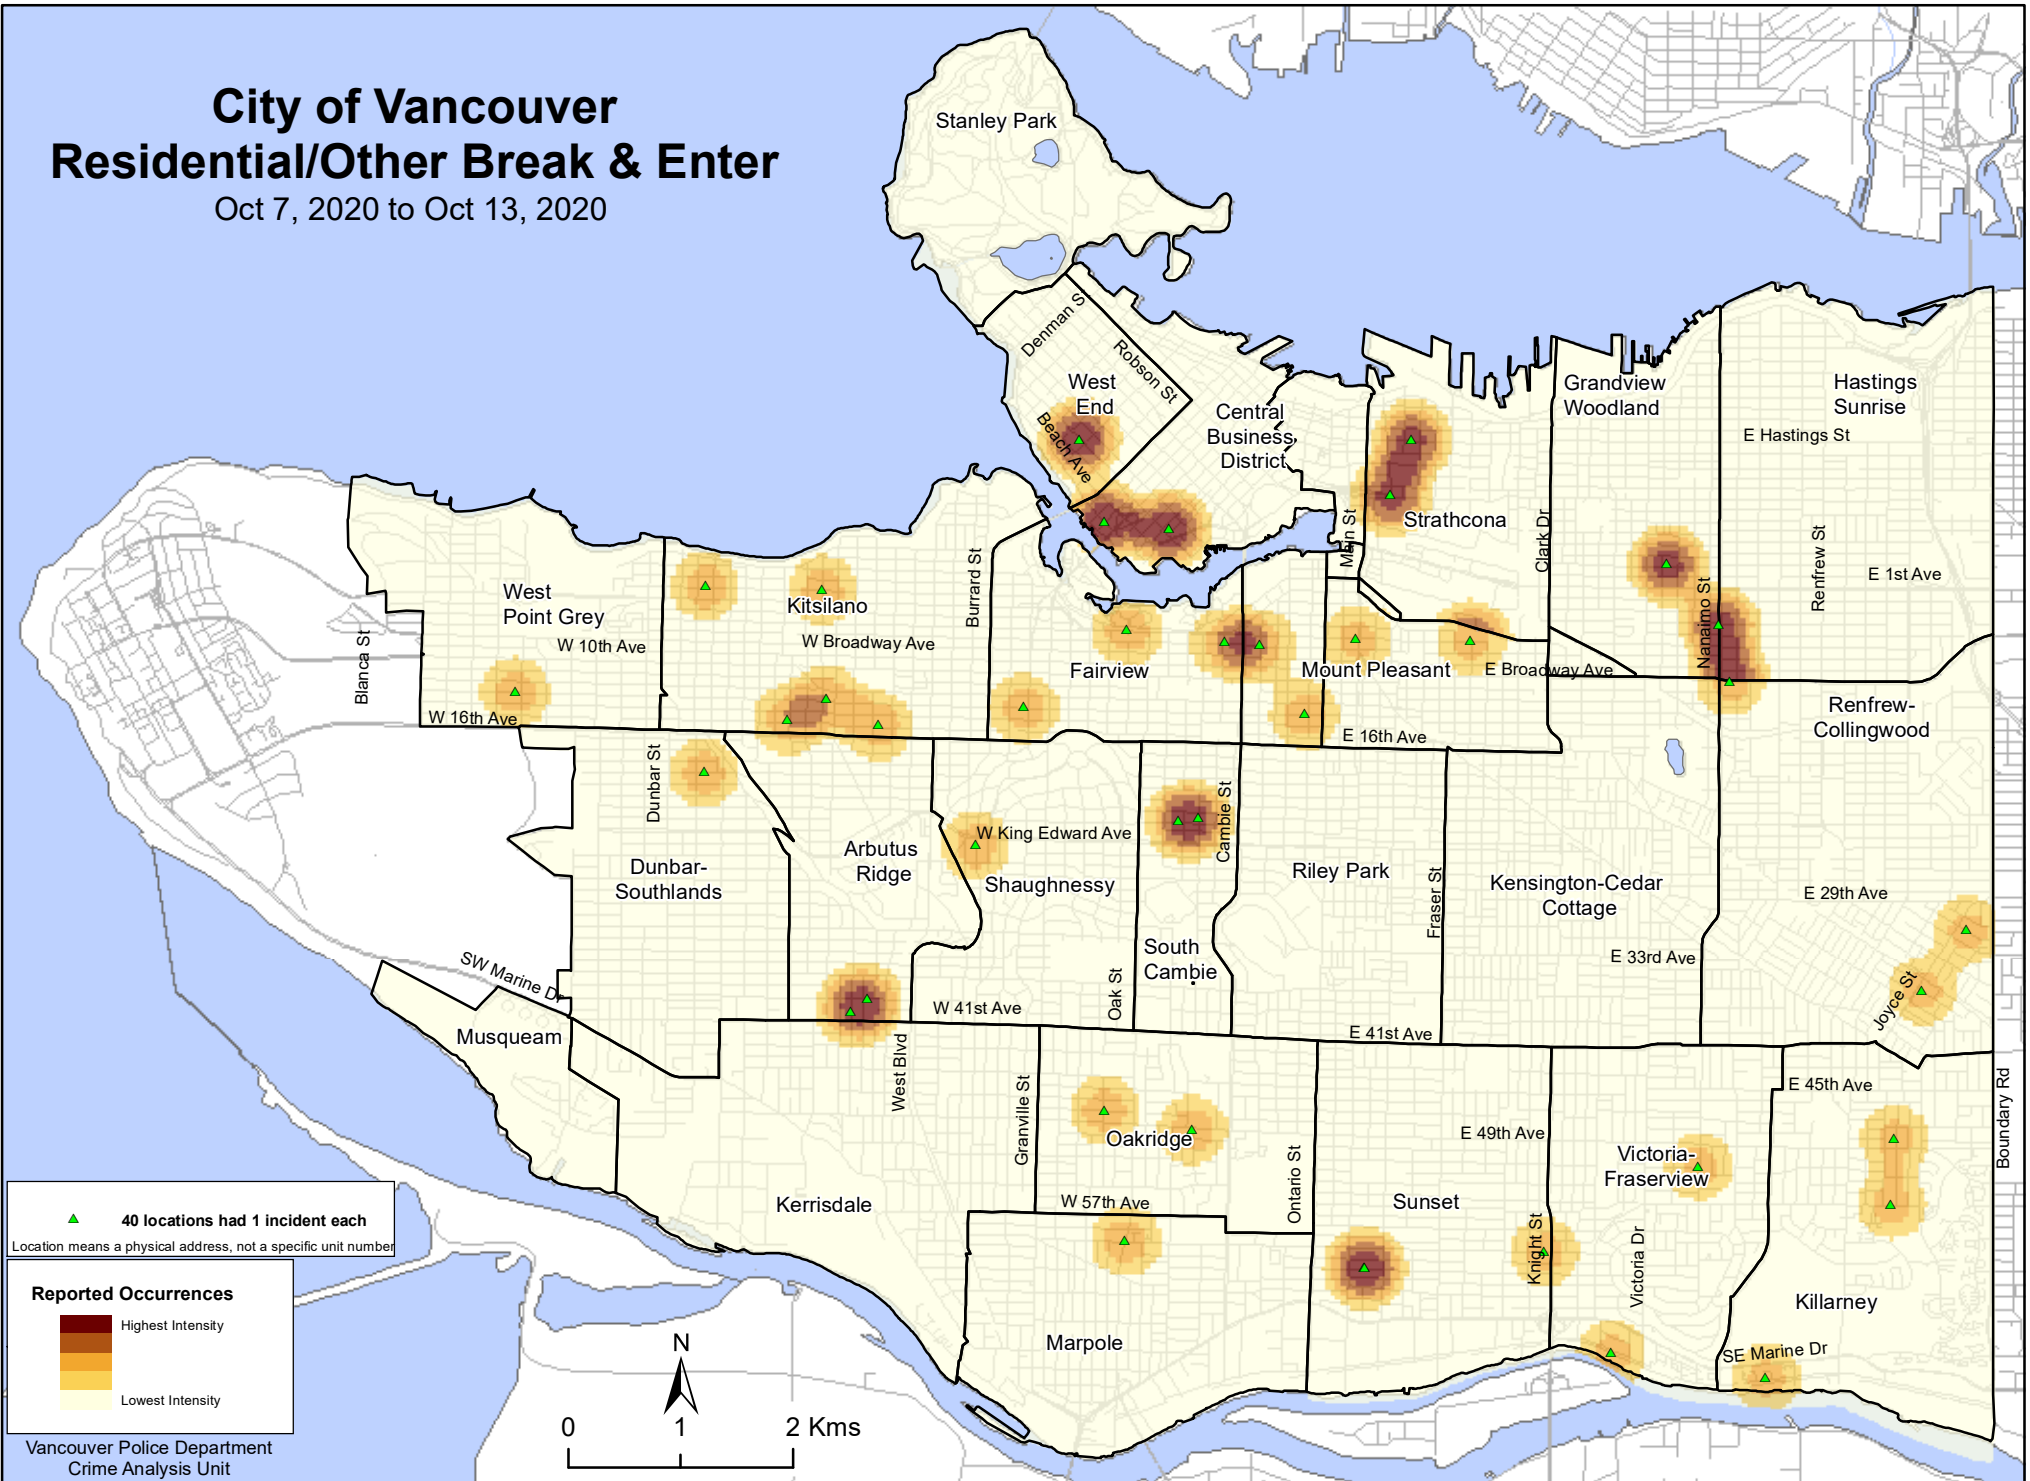 City of Vancouver
Residential/Other Break & Enter
Oct 7, 2020 to Oct 13, 2020
Stanley Park
Denman S
Robson St
West
End
Beach Ave
Central
Business
District
Grandview
Woodland
Hastings
Sunrise
E Hastings St
Strathcona
Main St
Clark Dr
Nanaimo St
Renfrew St
E 1st Ave
West
Point Grey
W 10th Ave
Blanca St
W 16th Ave
Kitsilano
W Broadway Ave
Burrard St
Fairview
Mount Pleasant
E Broadway Ave
E 16th Ave
Renfrew-
Collingwood
Dunbar St
Dunbar-
Southlands
Arbutus
Ridge
W King Edward Ave
Shaughnessy
Cambie St
Riley Park
Fraser St
Kensington-Cedar
Cottage
E 29th Ave
E 33rd Ave
South
Cambie
Oak St
Joyce St
SW Marine Dr
Musqueam
W 41st Ave
E 41st Ave
West Blvd
Granville St
Oakridge
W 57th Ave
Ontario St
E 49th Ave
E 45th Ave
Boundary Rd
Victoria-
Fraserview
Sunset
Kerrisdale
Knight St
Victoria Dr
Killarney
SE Marine Dr
Marpole
40 locations had 1 incident each
Location means a physical address, not a specific unit number
Reported Occurrences
Highest Intensity
Lowest Intensity
Vancouver Police Department
Crime Analysis Unit
N
0 1 2 Kms